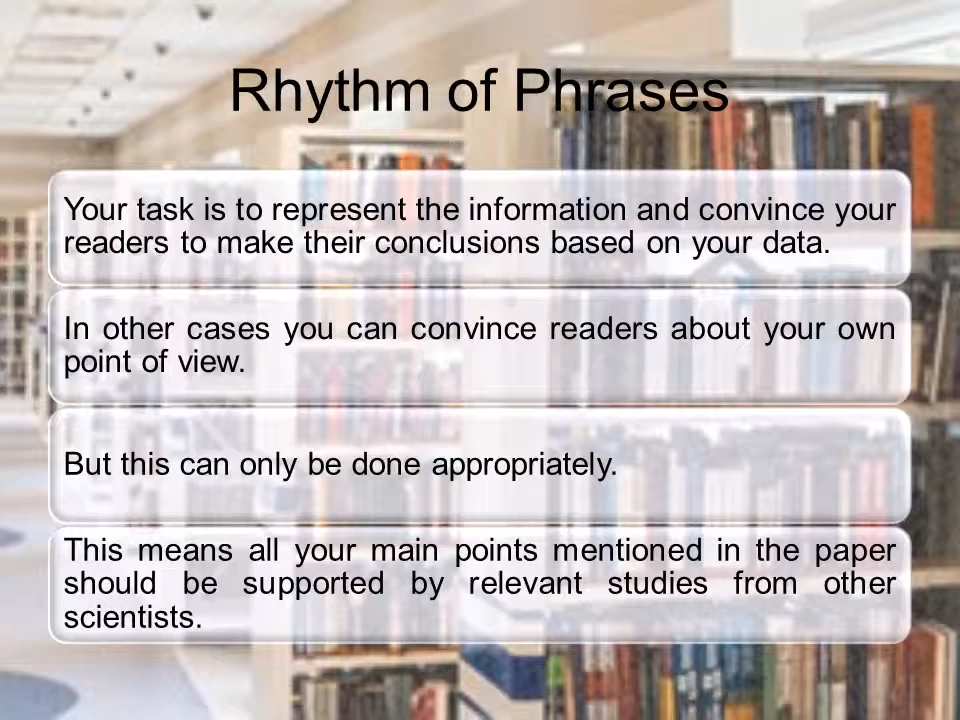 Rhythm of Phrases
Your task is to represent the information and convince your
readers to make their conclusions based on your data.
In other cases you can convince readers about your own
point of view.
But this can only be done appropriately.
This means all your main points mentioned in the paper
should be supported by relevant studies from other
scientists.